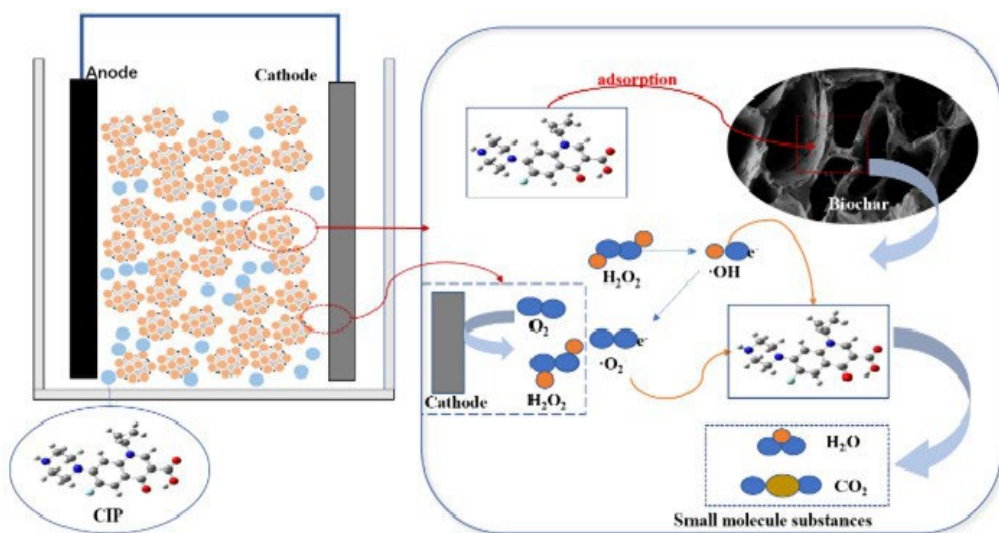 Anode
Cathode
adsorption
Biochar
H₂O₂
e⁻
·OH
O₂
e⁻
·O₂
H₂O₂
Cathode
H₂O
CO₂
CIP
Small molecule substances